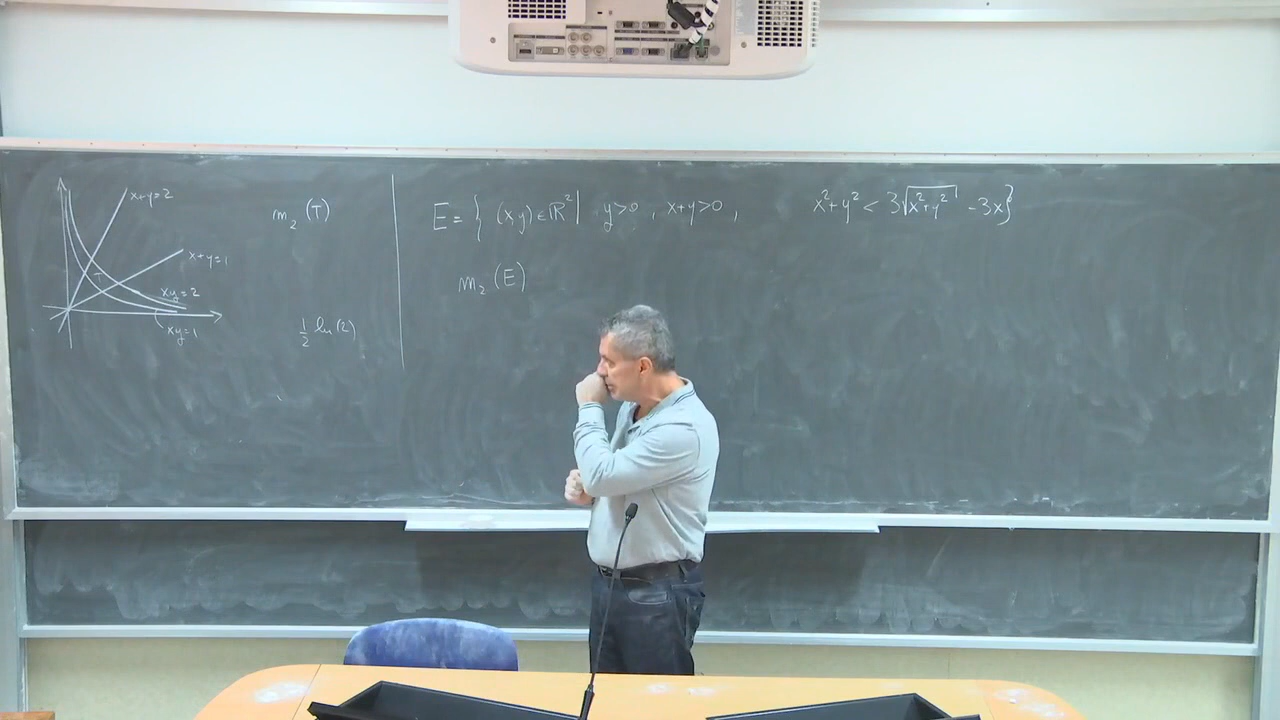 x+y=2
m₂(T)
x+y=1
T
xy=2
xy=1
½ ln(2)
E = { (x,y)∈ℝ² | y>0, x+y>0, x²+y² < 3√(x²+y²) - 3x }
m₂(E)